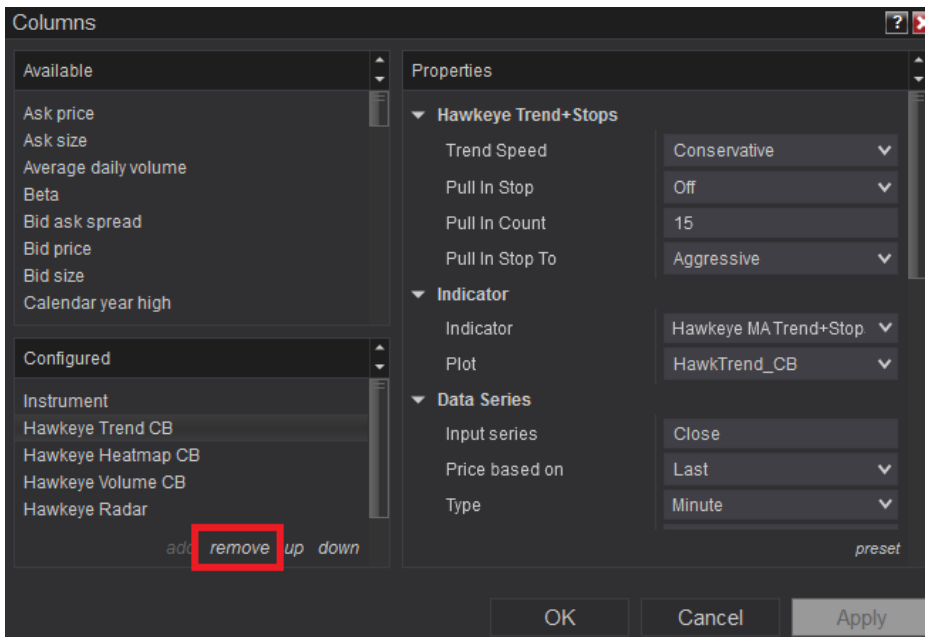 Columns
?
Available
Ask price
Ask size
Average daily volume
Beta
Bid ask spread
Bid price
Bid size
Calendar year high
Configured
Instrument
Hawkeye Trend CB
Hawkeye Heatmap CB
Hawkeye Volume CB
Hawkeye Radar
add remove up down
Properties
Hawkeye Trend+Stops
Trend Speed Conservative
Pull In Stop Off
Pull In Count 15
Pull In Stop To Aggressive
Indicator
Indicator Hawkeye MATrend+Stop
Plot HawkTrend_CB
Data Series
Input series Close
Price based on Last
Type Minute
preset
OK Cancel Apply